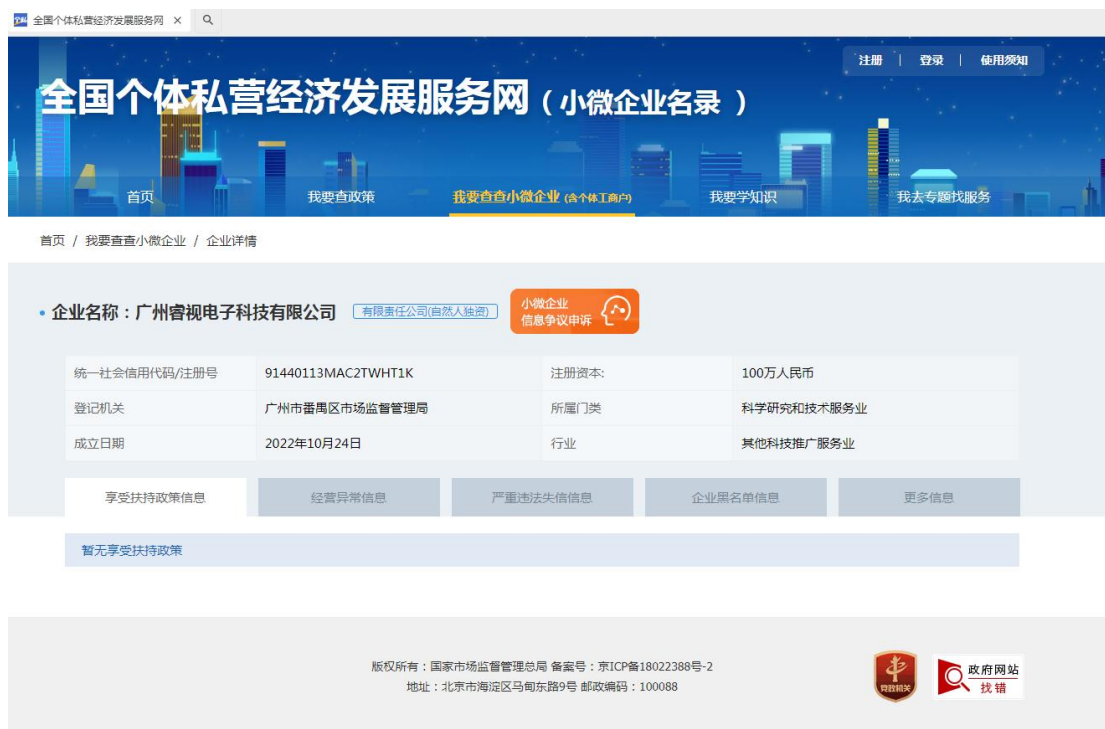 全国个体私营经济发展服务网
注册 | 登录 | 使用须知
全国个体私营经济发展服务网（小微企业名录 ）
首页 我要查政策 我要查查小微企业 (含个体工商户) 我要学知识 我去专题找服务
首页 / 我要查查小微企业 / 企业详情
• 企业名称：广州睿视电子科技有限公司 有限责任公司(自然人独资)
小微企业
信息争议申诉
统一社会信用代码/注册号 91440113MAC2TWHT1K 注册资本: 100万人民币
登记机关 广州市番禺区市场监督管理局 所属门类 科学研究和技术服务业
成立日期 2022年10月24日 行业 其他科技推广服务业
享受扶持政策信息 经营异常信息 严重违法失信信息 企业黑名单信息 更多信息
暂无享受扶持政策
版权所有：国家市场监督管理总局 备案号：京ICP备18022388号-2
地址：北京市海淀区马甸东路9号 邮政编码：100088
党政机关
政府网站
找错